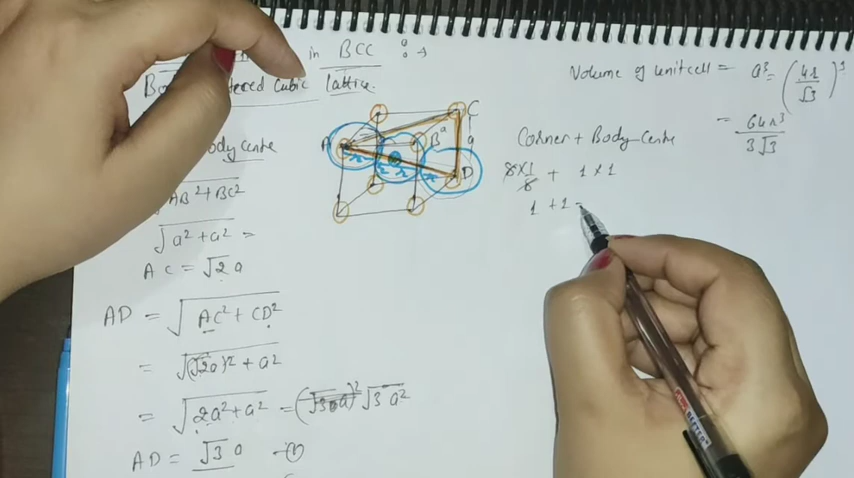 in BCC :→
Cubic lattice.
body centre
√AB² + BC²
√a² + a² =
AC = √2 a
AD = √AC² + CD²
= √(√2a)² + a²
= √2a² + a² = √3 a²
AD = √3 a —①
A
B
C
D
a
a
r
r
r
r
Corner + Body Centre
8×1/8 + 1×1
1 + 1 =
Volume of unit cell = a³ = (4r/√3)³
= 64r³/3√3